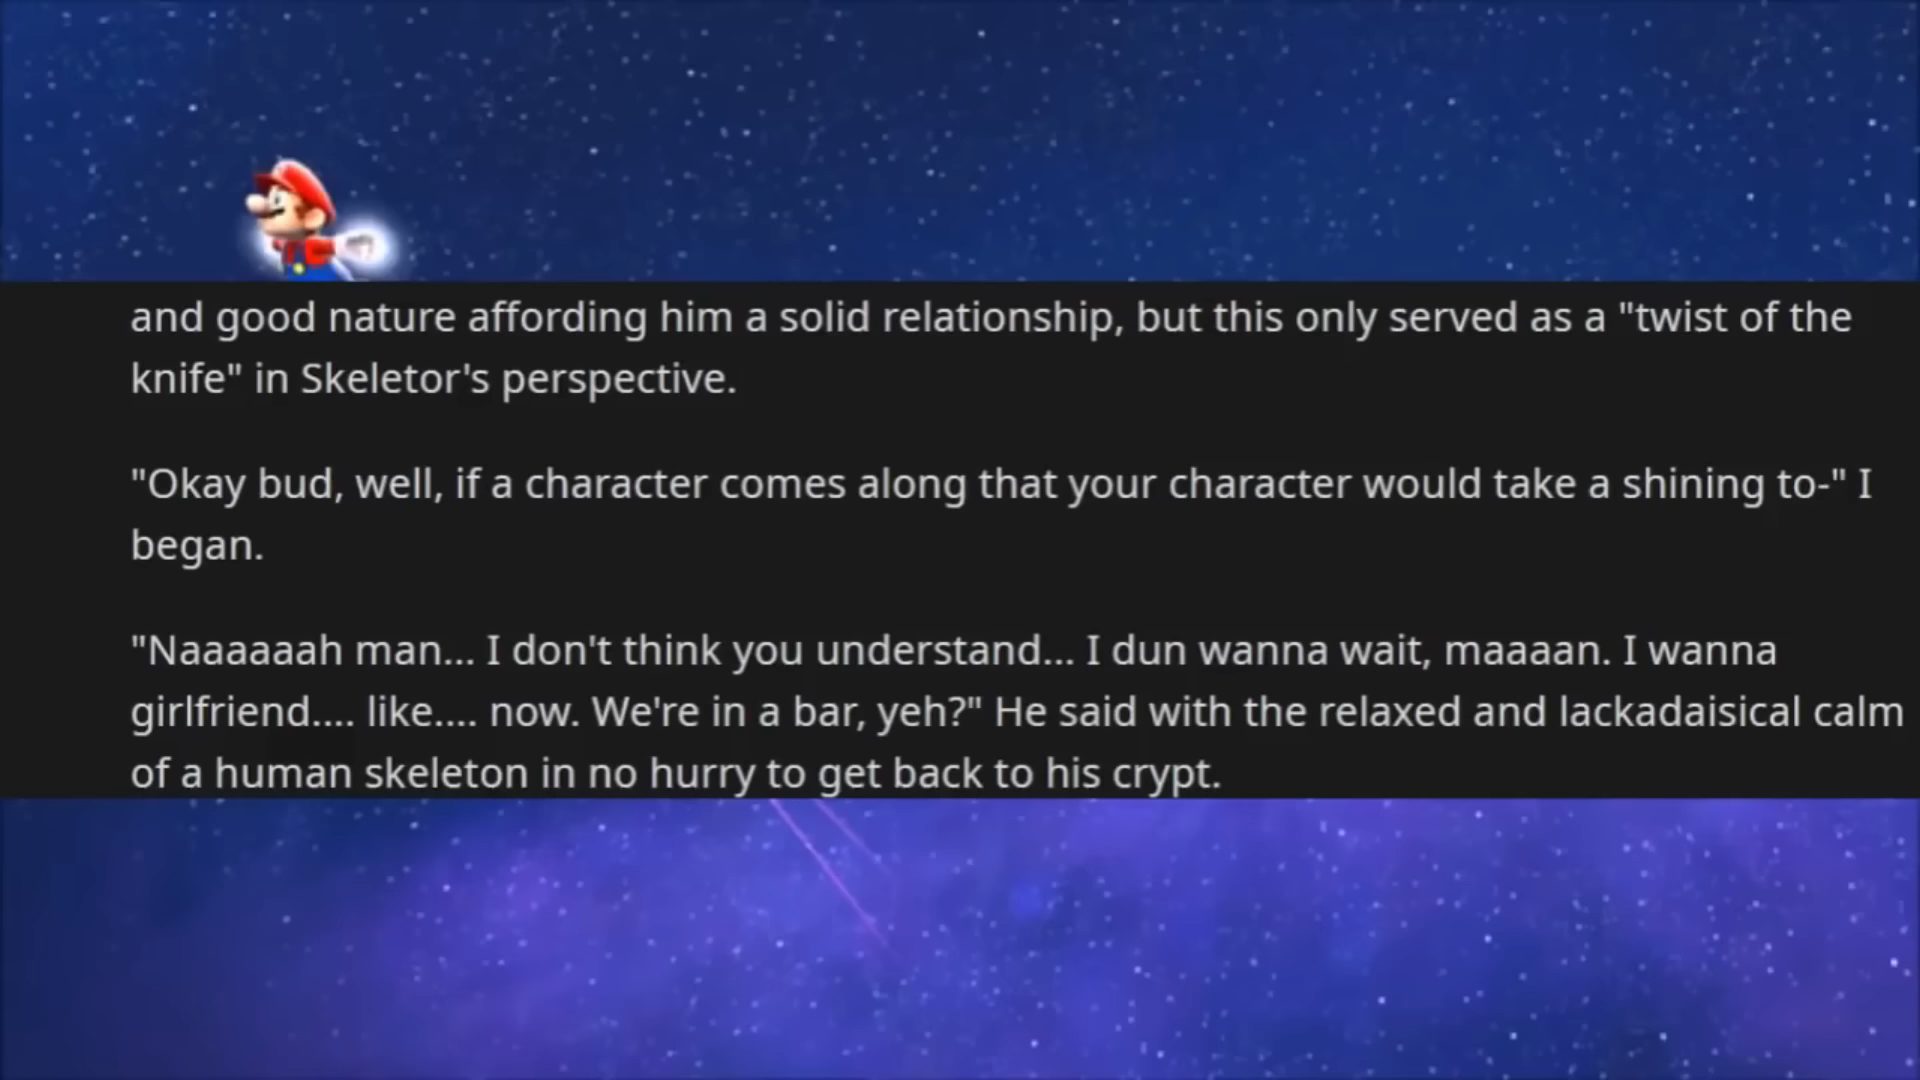 and good nature affording him a solid relationship, but this only served as a "twist of the
knife" in Skeletor's perspective.
"Okay bud, well, if a character comes along that your character would take a shining to-" I
began.
"Naaaaaah man... I don't think you understand... I dun wanna wait, maaaan. I wanna
girlfriend.... like.... now. We're in a bar, yeh?" He said with the relaxed and lackadaisical calm
of a human skeleton in no hurry to get back to his crypt.